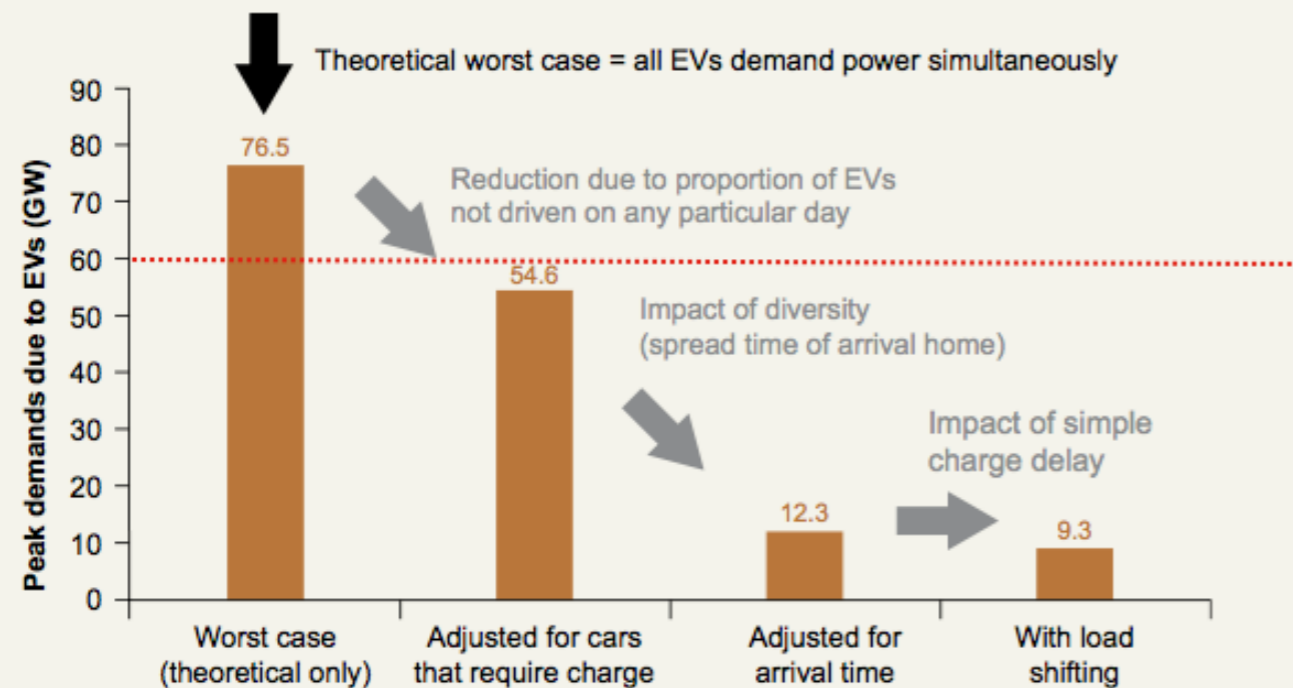 Theoretical worst case = all EVs demand power simultaneously
Peak demands due to EVs (GW)
90
80
70
60
50
40
30
20
10
0
76.5
Reduction due to proportion of EVs
not driven on any particular day
54.6
Impact of diversity
(spread time of arrival home)
12.3
Impact of simple
charge delay
9.3
Worst case
(theoretical only)
Adjusted for cars
that require charge
Adjusted for
arrival time
With load
shifting